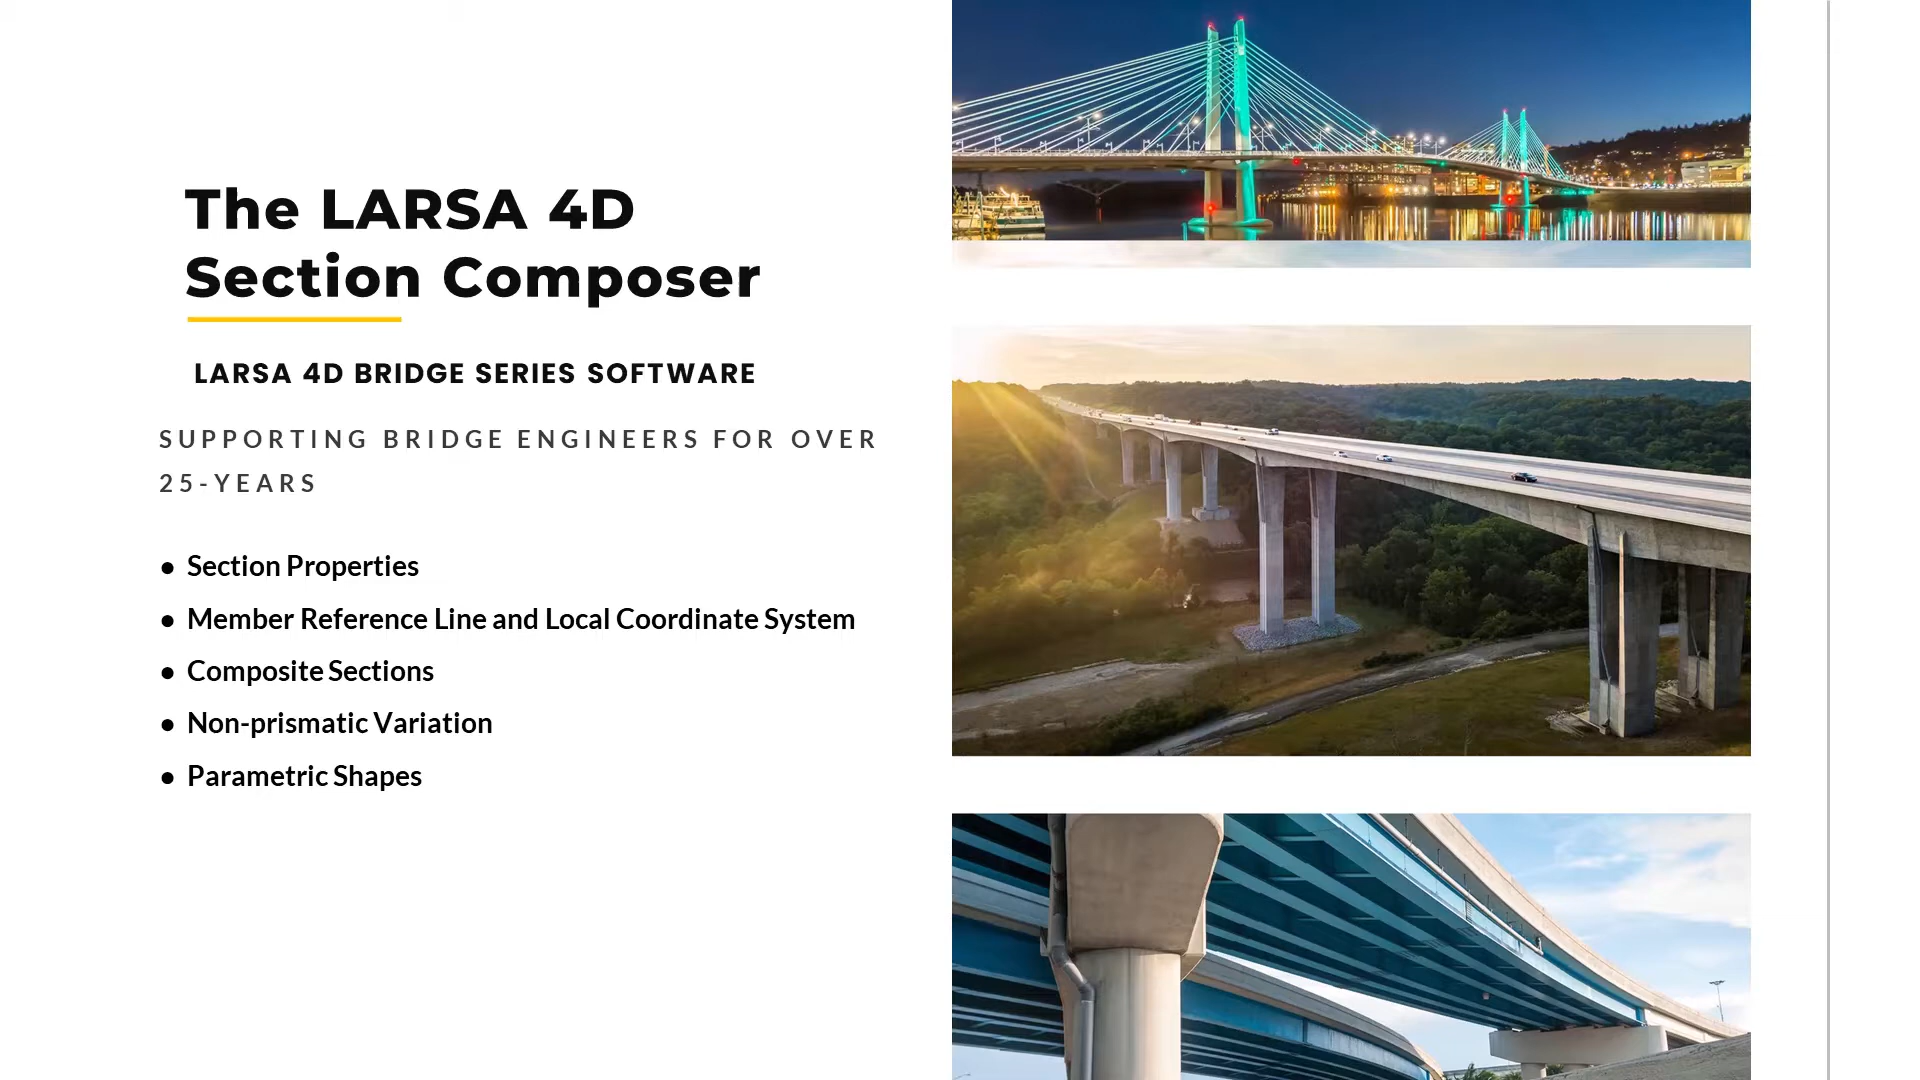 The LARSA 4D
Section Composer
LARSA 4D BRIDGE SERIES SOFTWARE
SUPPORTING BRIDGE ENGINEERS FOR OVER
25-YEARS
● Section Properties
● Member Reference Line and Local Coordinate System
● Composite Sections
● Non-prismatic Variation
● Parametric Shapes